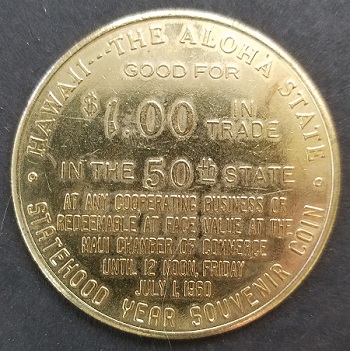 HAWAII---THE ALOHA STATE
GOOD FOR
$1.00 IN TRADE
IN THE 50th STATE
AT ANY COOPERATING BUSINESS OF
REDEEMABLE AT FACE VALUE AT THE
MAUI CHAMBER OF COMMERCE
UNTIL 12 NOON, FRIDAY
JULY 1, 1960
STATEHOOD YEAR SOUVENIR COIN